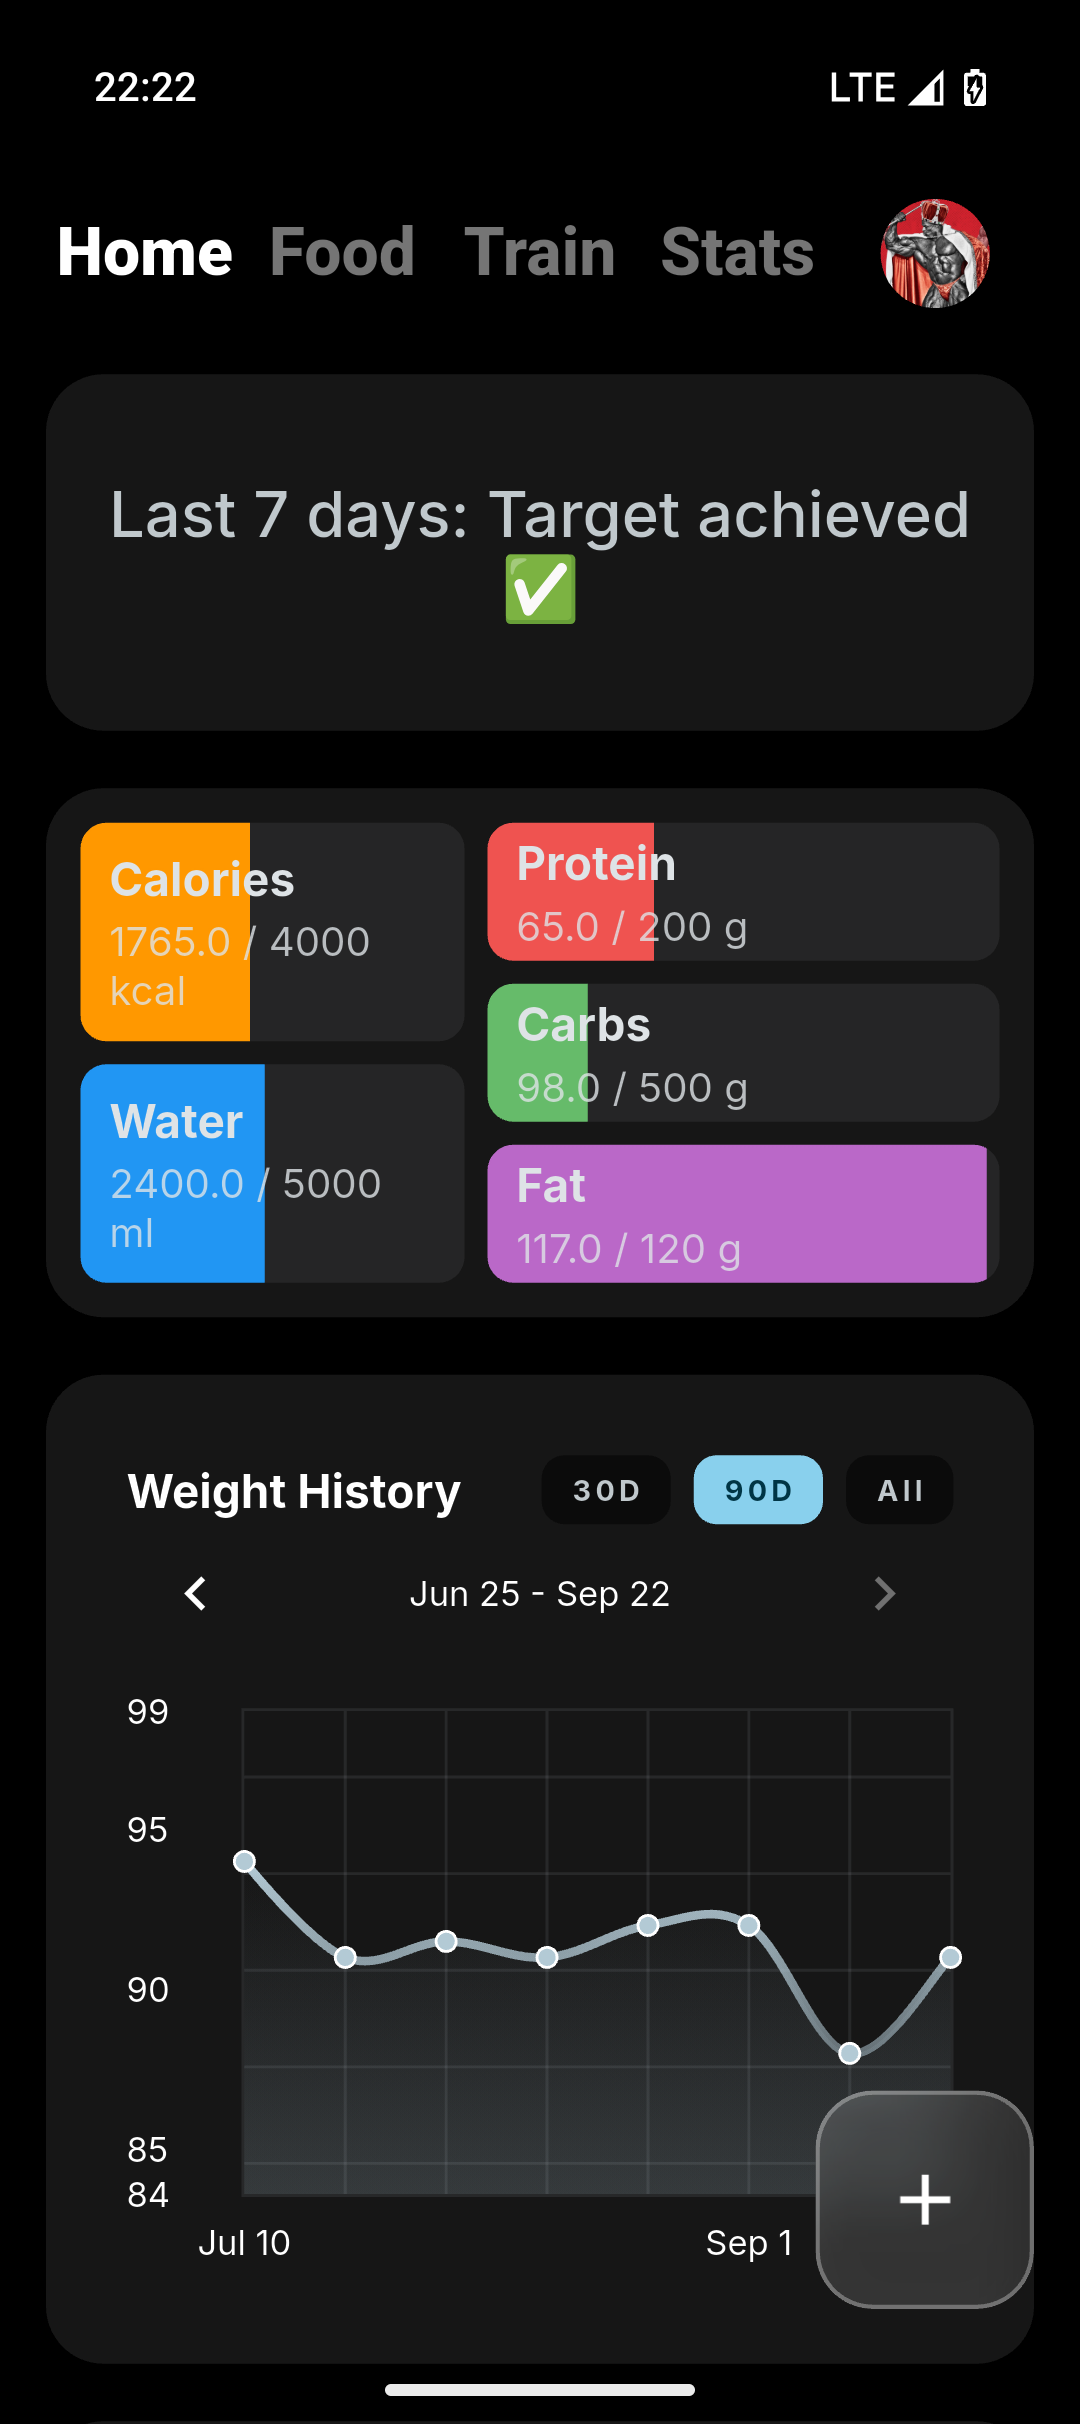 22:22
LTE
Home Food Train Stats
Last 7 days: Target achieved
✅
Calories
1765.0 / 4000
kcal
Water
2400.0 / 5000
ml
Protein
65.0 / 200 g
Carbs
98.0 / 500 g
Fat
117.0 / 120 g
Weight History
30D 90D All
Jun 25 - Sep 22
99
95
90
85
84
Jul 10 Sep 1